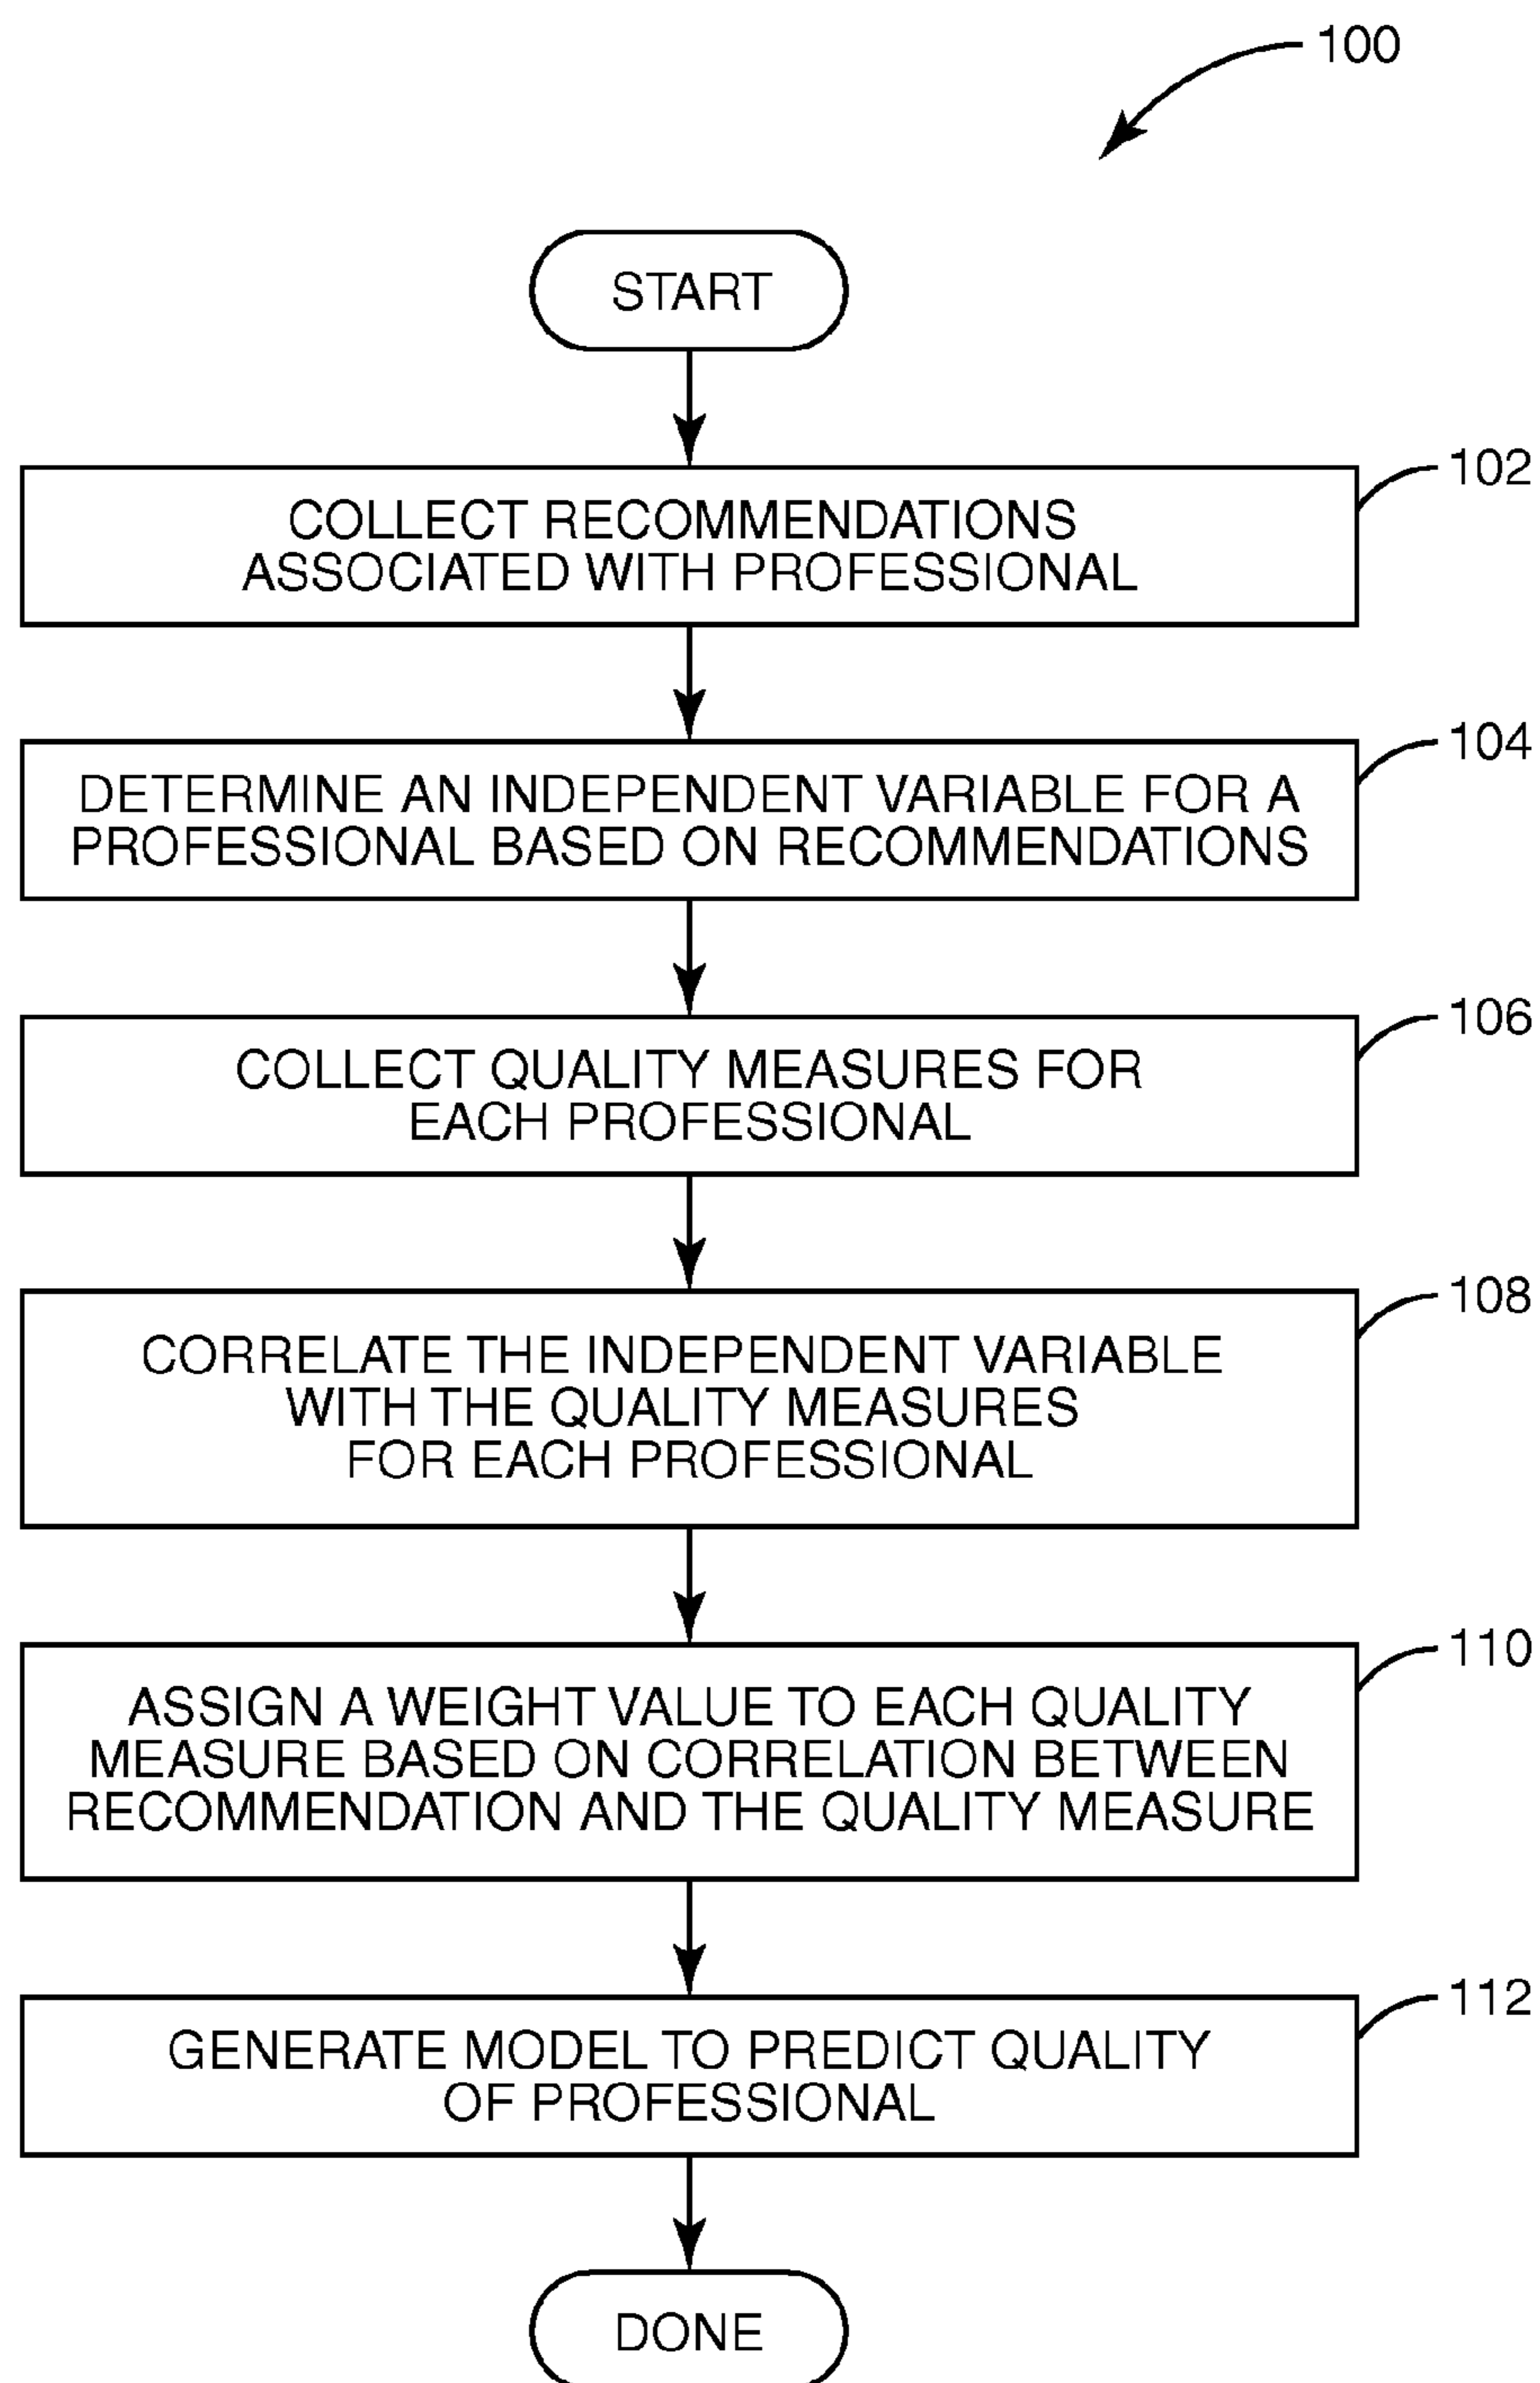 100
START
102
COLLECT RECOMMENDATIONS
ASSOCIATED WITH PROFESSIONAL
104
DETERMINE AN INDEPENDENT VARIABLE FOR A
PROFESSIONAL BASED ON RECOMMENDATIONS
106
COLLECT QUALITY MEASURES FOR
EACH PROFESSIONAL
108
CORRELATE THE INDEPENDENT VARIABLE
WITH THE QUALITY MEASURES
FOR EACH PROFESSIONAL
110
ASSIGN A WEIGHT VALUE TO EACH QUALITY
MEASURE BASED ON CORRELATION BETWEEN
RECOMMENDATION AND THE QUALITY MEASURE
112
GENERATE MODEL TO PREDICT QUALITY
OF PROFESSIONAL
DONE